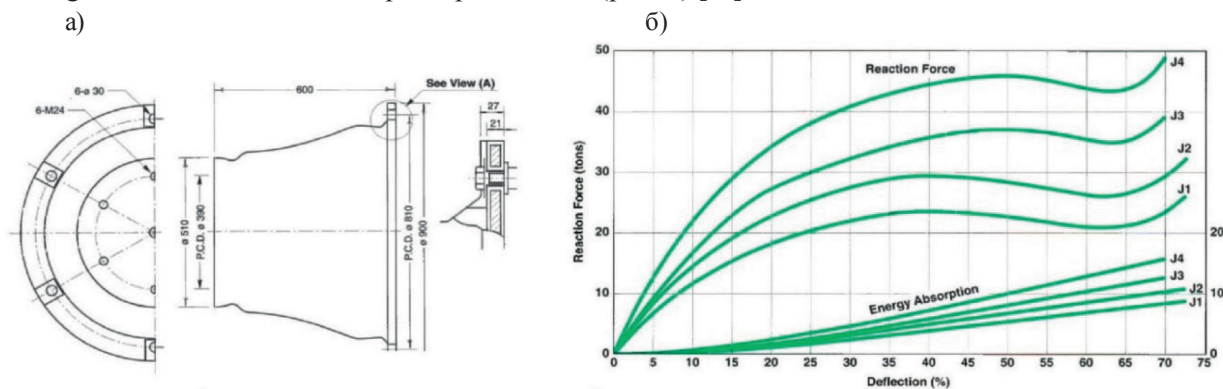 а)
б)
6-ø 30
6-M24
600
See View (A)
27
21
ø 510
P.C.D. ø 390
P.C.D. ø 810
ø 900
50
40
30
20
10
0
Reaction Force (tons)
Reaction Force
J4
J3
J2
J1
Energy Absorption
J4
J3
J2
J1
20
10
0
0 5 10 15 20 25 30 35 40 45 50 55 60 65 70 75
Deflection (%)